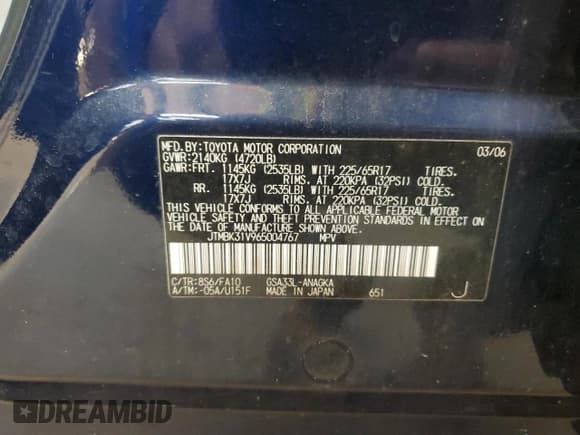 MFD.BY:TOYOTA MOTOR CORPORATION 03/06
GVWR:2140KG (4720LB)
GAWR:FRT. 1145KG (2535LB) WITH 225/65R17 TIRES.
17X7J RIMS. AT 220KPA (32PSI) COLD.
RR. 1145KG (2535LB) WITH 225/65R17 TIRES.
17X7J RIMS. AT 220KPA (32PSI) COLD.
THIS VEHICLE CONFORMS TO ALL APPLICABLE FEDERAL MOTOR
VEHICLE SAFETY AND THEFT PREVENTION STANDARDS IN EFFECT ON
THE DATE OF MANUFACTURE SHOWN ABOVE.
JTMBK31V965004767 MPV
C/TR:8S6/FA10 GSA33L-ANAGKA
A/TM:-05A/U151F MADE IN JAPAN 651 J
DREAMBID